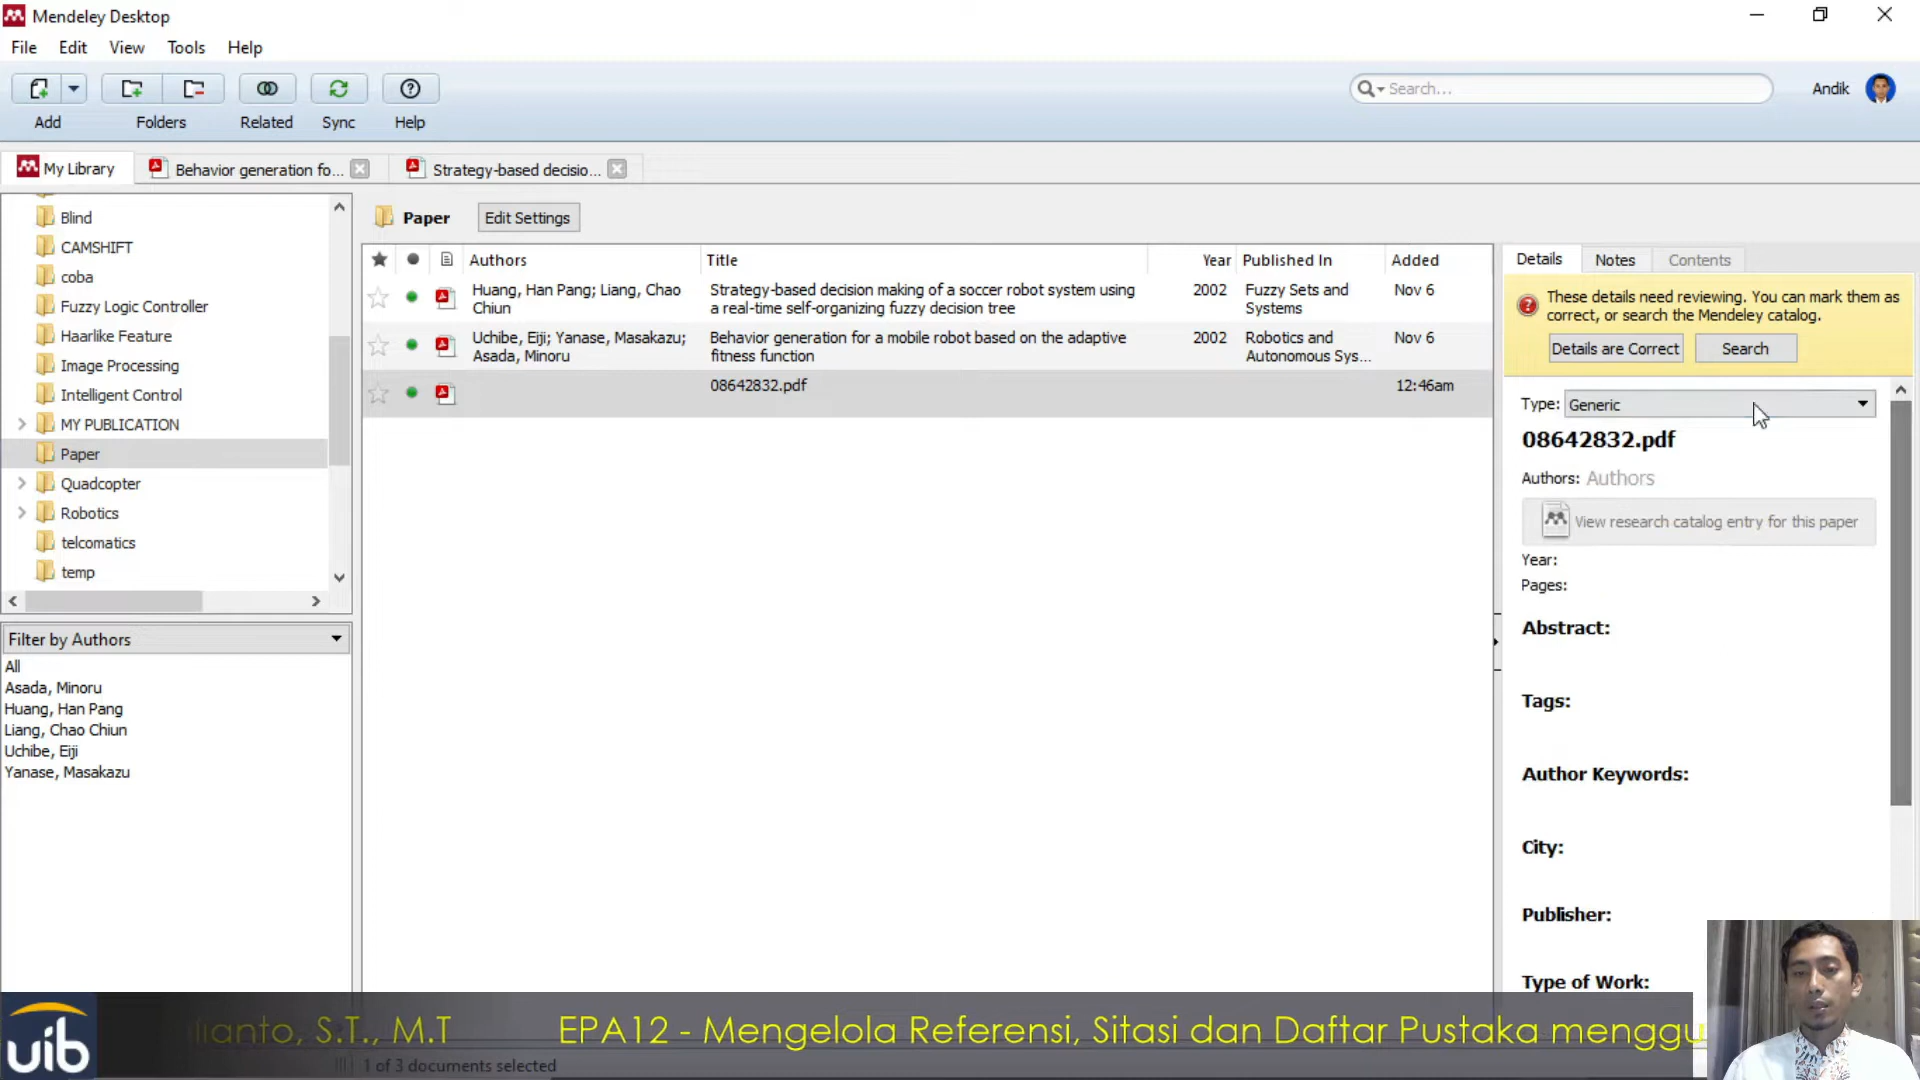 Mendeley Desktop
File Edit View Tools Help
Search...
Andik
Add Folders Related Sync Help
My Library
Behavior generation fo...
Strategy-based decisio...
Blind
CAMSHIFT
coba
Fuzzy Logic Controller
Haarlike Feature
Image Processing
Intelligent Control
MY PUBLICATION
Paper
Quadcopter
Robotics
telcomatics
temp
Filter by Authors
All
Asada, Minoru
Huang, Han Pang
Liang, Chao Chiun
Uchibe, Eiji
Yanase, Masakazu
Paper Edit Settings
Authors Title Year Published In Added
Huang, Han Pang; Liang, Chao Chiun
Strategy-based decision making of a soccer robot system using
a real-time self-organizing fuzzy decision tree
2002
Fuzzy Sets and
Systems
Nov 6
Uchibe, Eiji; Yanase, Masakazu;
Asada, Minoru
Behavior generation for a mobile robot based on the adaptive
fitness function
2002
Robotics and
Autonomous Sys...
Nov 6
08642832.pdf
12:46am
Details Notes Contents
These details need reviewing. You can mark them as
correct, or search the Mendeley catalog.
Details are Correct Search
Type: Generic
08642832.pdf
Authors: Authors
View research catalog entry for this paper
Year:
Pages:
Abstract:
Tags:
Author Keywords:
City:
Publisher:
Type of Work:
uib
lianto, S.T., M.T EPA12 - Mengelola Referensi, Sitasi dan Daftar Pustaka menggu
1 of 3 documents selected